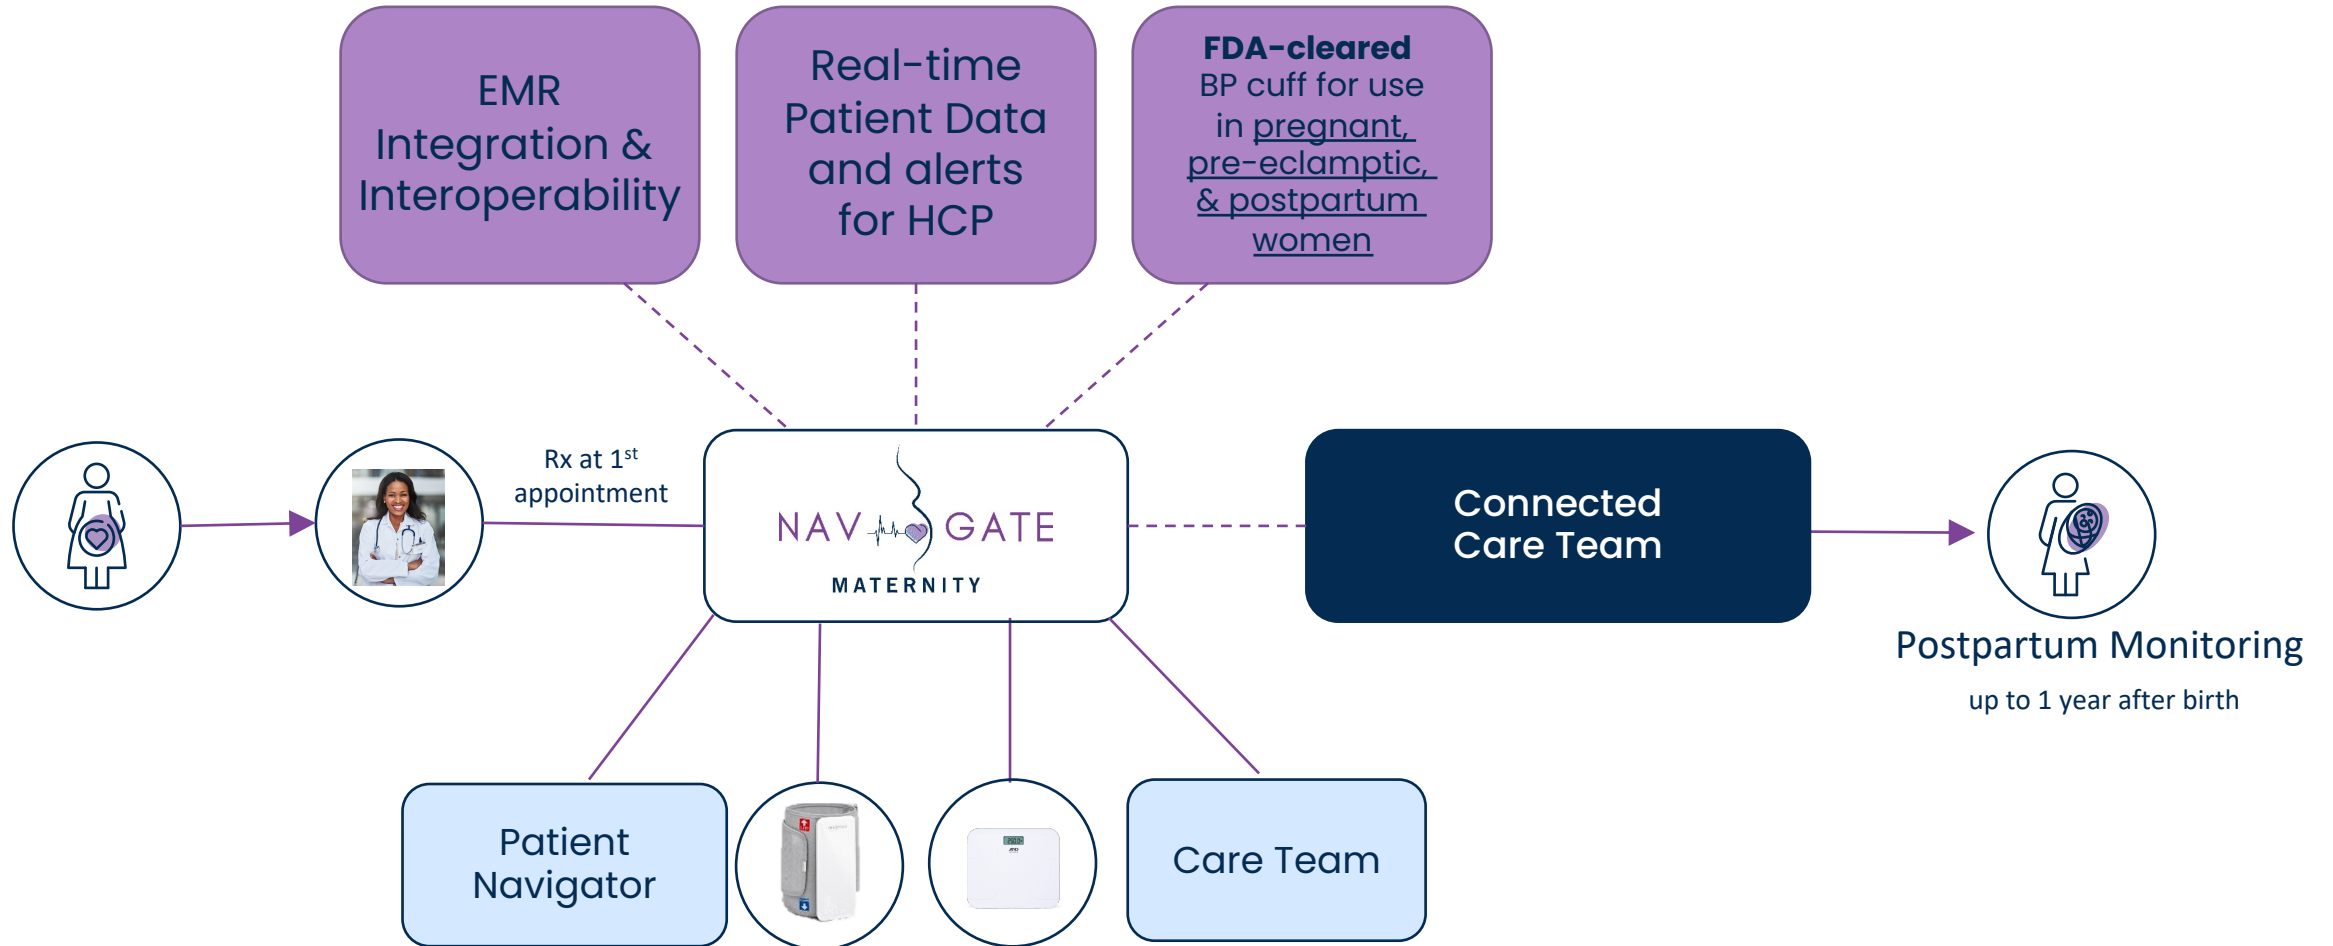 EMR
Integration &
Interoperability
Real-time
Patient Data
and alerts
for HCP
FDA-cleared
BP cuff for use
in pregnant,
pre-eclamptic,
& postpartum
women
Rx at 1st
appointment
NAV GATE
MATERNITY
Connected
Care Team
Postpartum Monitoring
up to 1 year after birth
Patient
Navigator
Care Team